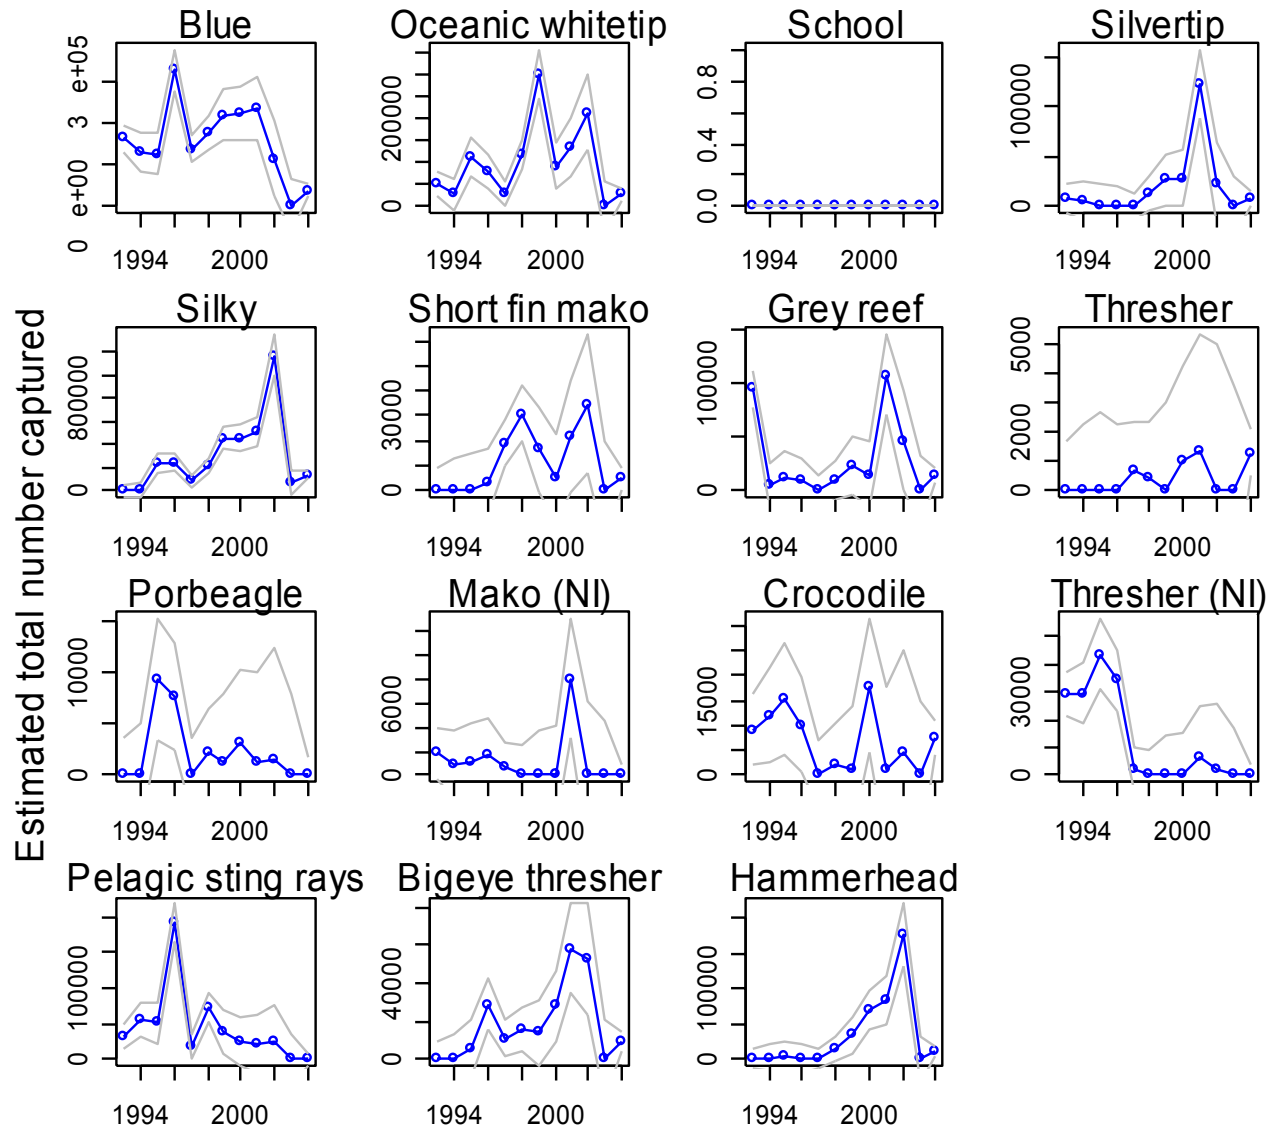 Estimated total number captured
Blue
Oceanic whitetip
School
Silvertip
0 e+00 3 e+05
0 2000000
0.0 0.4 0.8
0 100000
1994 2000
1994 2000
1994 2000
1994 2000
Silky
Short fin mako
Grey reef
Thresher
0 8000000
0 30000
0 100000
0 2000 5000
1994 2000
1994 2000
1994 2000
1994 2000
Porbeagle
Mako (NI)
Crocodile
Thresher (NI)
0 10000
0 6000
0 15000
0 30000
1994 2000
1994 2000
1994 2000
1994 2000
Pelagic sting rays
Bigeye thresher
Hammerhead
0 100000
0 40000
0 100000
1994 2000
1994 2000
1994 2000